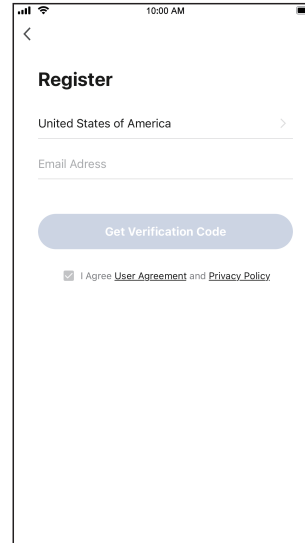 10:00 AM
Register
United States of America
Email Adress
Get Verification Code
I Agree User Agreement and Privacy Policy